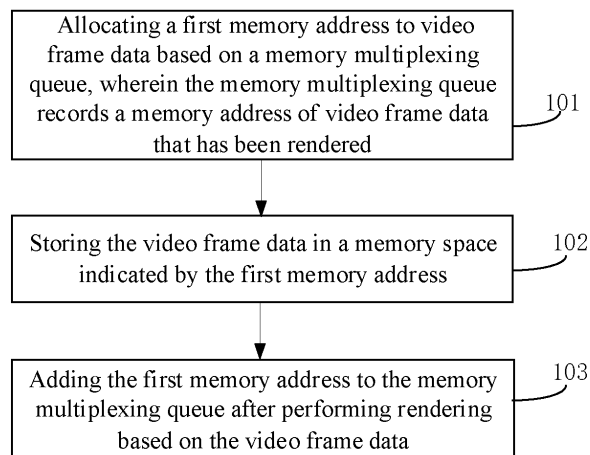 Allocating a first memory address to video
frame data based on a memory multiplexing
queue, wherein the memory multiplexing queue
records a memory address of video frame data
that has been rendered
101
Storing the video frame data in a memory space
indicated by the first memory address
102
Adding the first memory address to the memory
multiplexing queue after performing rendering
based on the video frame data
103